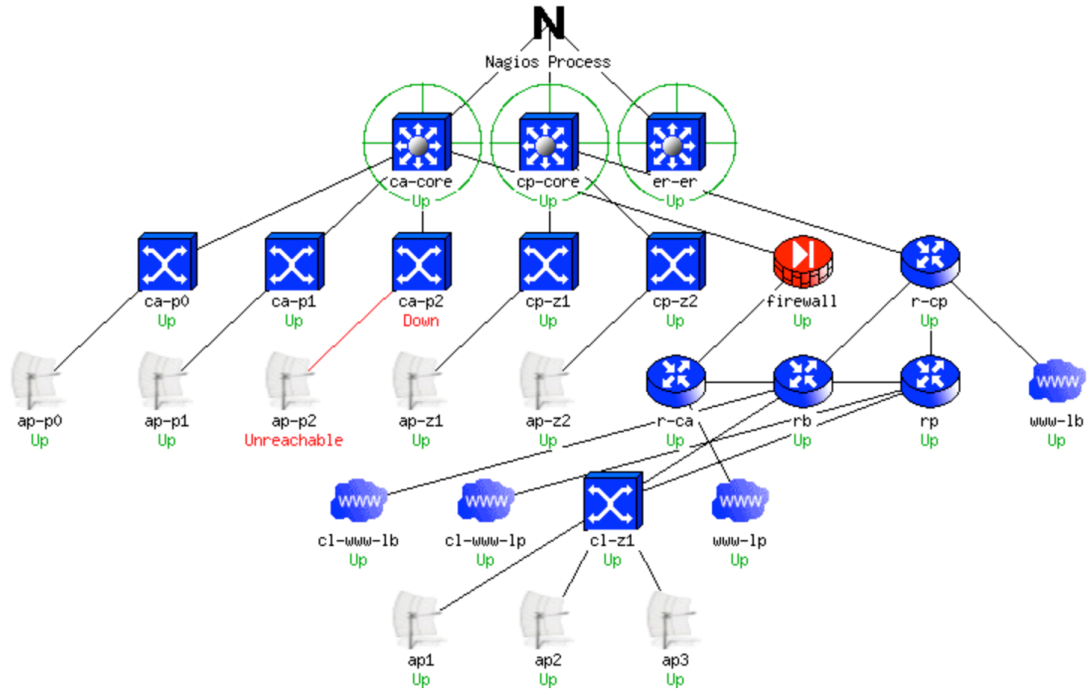 N
Nagios Process
ca-core
Up
cp-core
Up
er-er
Up
ca-p0
Up
ca-p1
Up
ca-p2
Down
cp-z1
Up
cp-z2
Up
firewall
Up
r-cp
Up
ap-p0
Up
ap-p1
Up
ap-p2
Unreachable
ap-z1
Up
ap-z2
Up
r-ca
Up
rb
Up
rp
Up
WWW
www-lb
Up
WWW
cl-www-lb
Up
WWW
cl-www-lp
Up
cl-z1
Up
WWW
www-lp
Up
ap1
Up
ap2
Up
ap3
Up